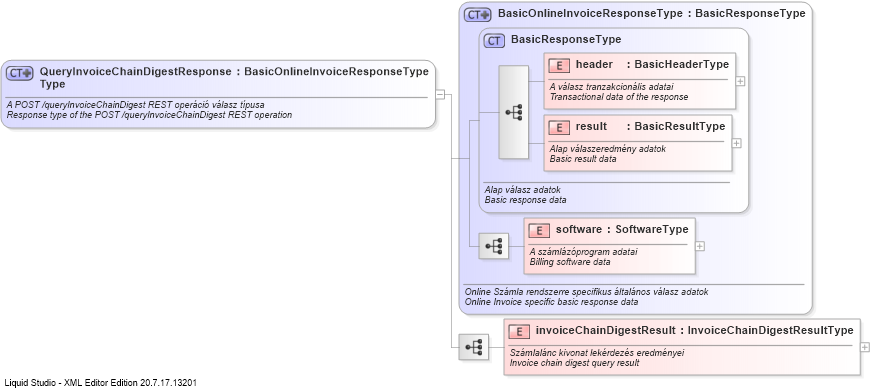 CT QueryInvoiceChainDigestResponse : BasicOnlineInvoiceResponseType
Type
A POST /queryInvoiceChainDigest REST operáció válasz típusa
Response type of the POST /queryInvoiceChainDigest REST operation
CT BasicOnlineInvoiceResponseType : BasicResponseType
CT BasicResponseType
E header : BasicHeaderType
A válasz tranzakcionális adatai
Transactional data of the response
E result : BasicResultType
Alap válaszeredmény adatok
Basic result data
Alap válasz adatok
Basic response data
E software : SoftwareType
A számlázóprogram adatai
Billing software data
Online Számla rendszerre specifikus általános válasz adatok
Online Invoice specific basic response data
E invoiceChainDigestResult : InvoiceChainDigestResultType
Számlalánc kivonat lekérdezés eredményei
Invoice chain digest query result
Liquid Studio - XML Editor Edition 20.7.17.13201